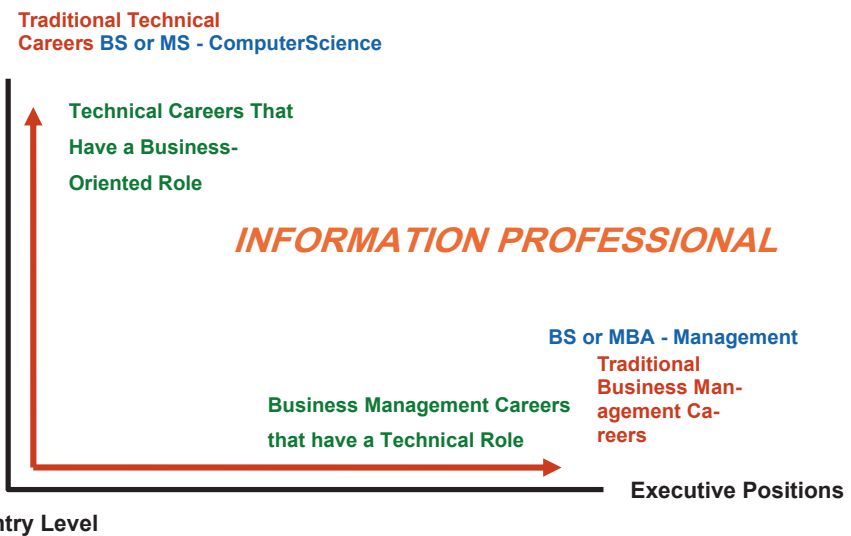 Traditional Technical
Careers BS or MS - ComputerScience
Technical Careers That
Have a Business-
Oriented Role
INFORMATION PROFESSIONAL
BS or MBA - Management
Traditional
Business Man-
agement Ca-
reers
Business Management Careers
that have a Technical Role
Executive Positions
ntry Level